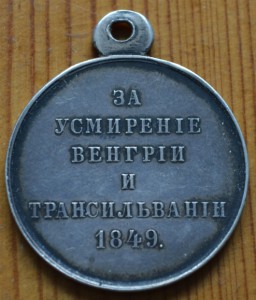 ЗА
УСМИРЕНІЕ
ВЕНГРІИ
И
ТРАНСИЛЬВАНІИ
1849.